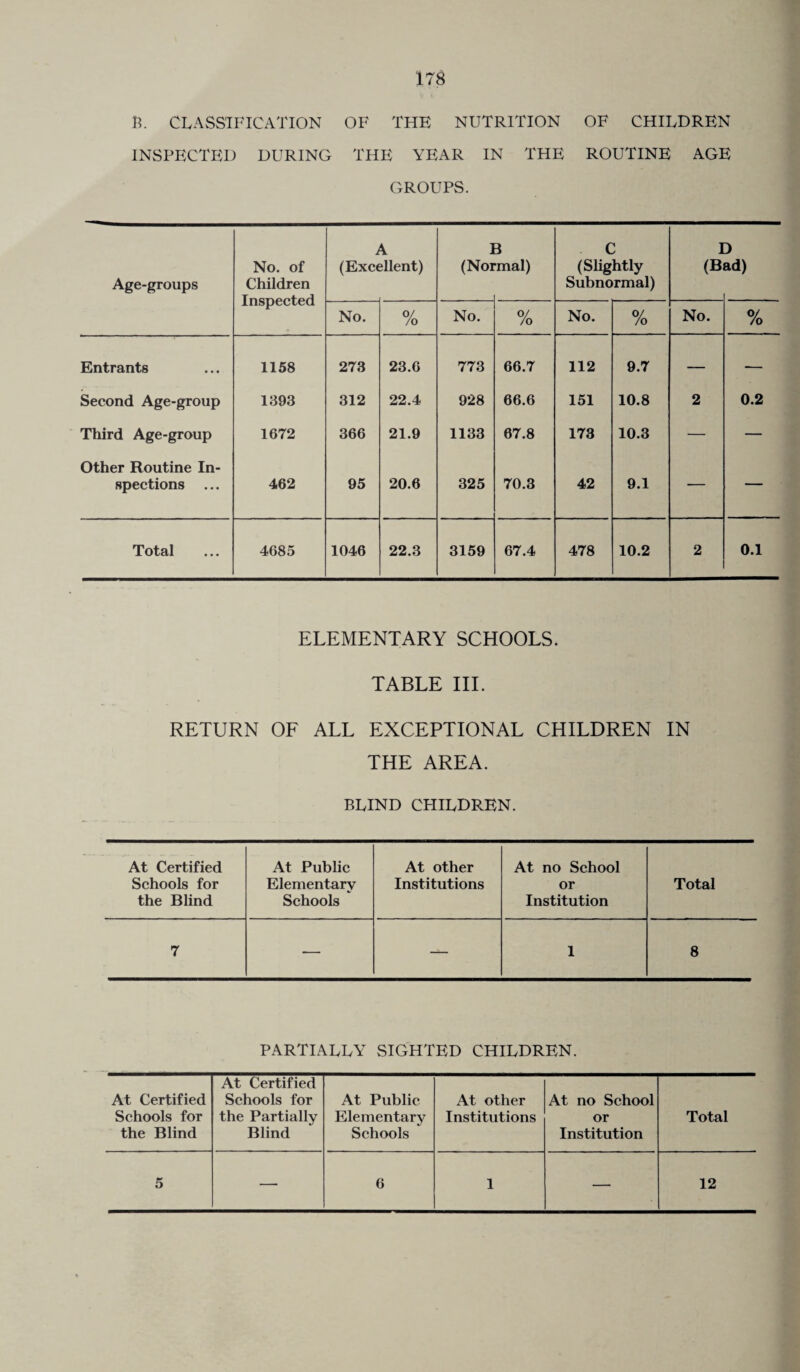 178
B. CLASSIFICATION OF THE NUTRITION OF CHILDREN
INSPECTED DURING THE YEAR IN THE ROUTINE AGE
GROUPS.
Age-groups | No. of Children Inspected | A (Excellent) | B (Normal) | C (Slightly Subnormal) | D (Bad)
No. | % | No. | % | No. | % | No. | %
Entrants ... | 1158 | 273 | 23.6 | 773 | 66.7 | 112 | 9.7 | — | —
Second Age-group | 1393 | 312 | 22.4 | 928 | 66.6 | 151 | 10.8 | 2 | 0.2
Third Age-group | 1672 | 366 | 21.9 | 1133 | 67.8 | 173 | 10.3 | — | —
Other Routine In-
spections ... | 462 | 95 | 20.6 | 325 | 70.3 | 42 | 9.1 | — | —
Total ... | 4685 | 1046 | 22.3 | 3159 | 67.4 | 478 | 10.2 | 2 | 0.1
ELEMENTARY SCHOOLS.
TABLE III.
RETURN OF ALL EXCEPTIONAL CHILDREN IN
THE AREA.
BLIND CHILDREN.
At Certified Schools for the Blind | At Public Elementary Schools | At other Institutions | At no School or Institution | Total
7 | — | — | 1 | 8
PARTIALLY SIGHTED CHILDREN.
At Certified Schools for the Blind | At Certified Schools for the Partially Blind | At Public Elementary Schools | At other Institutions | At no School or Institution | Total
5 | — | 6 | 1 | — | 12